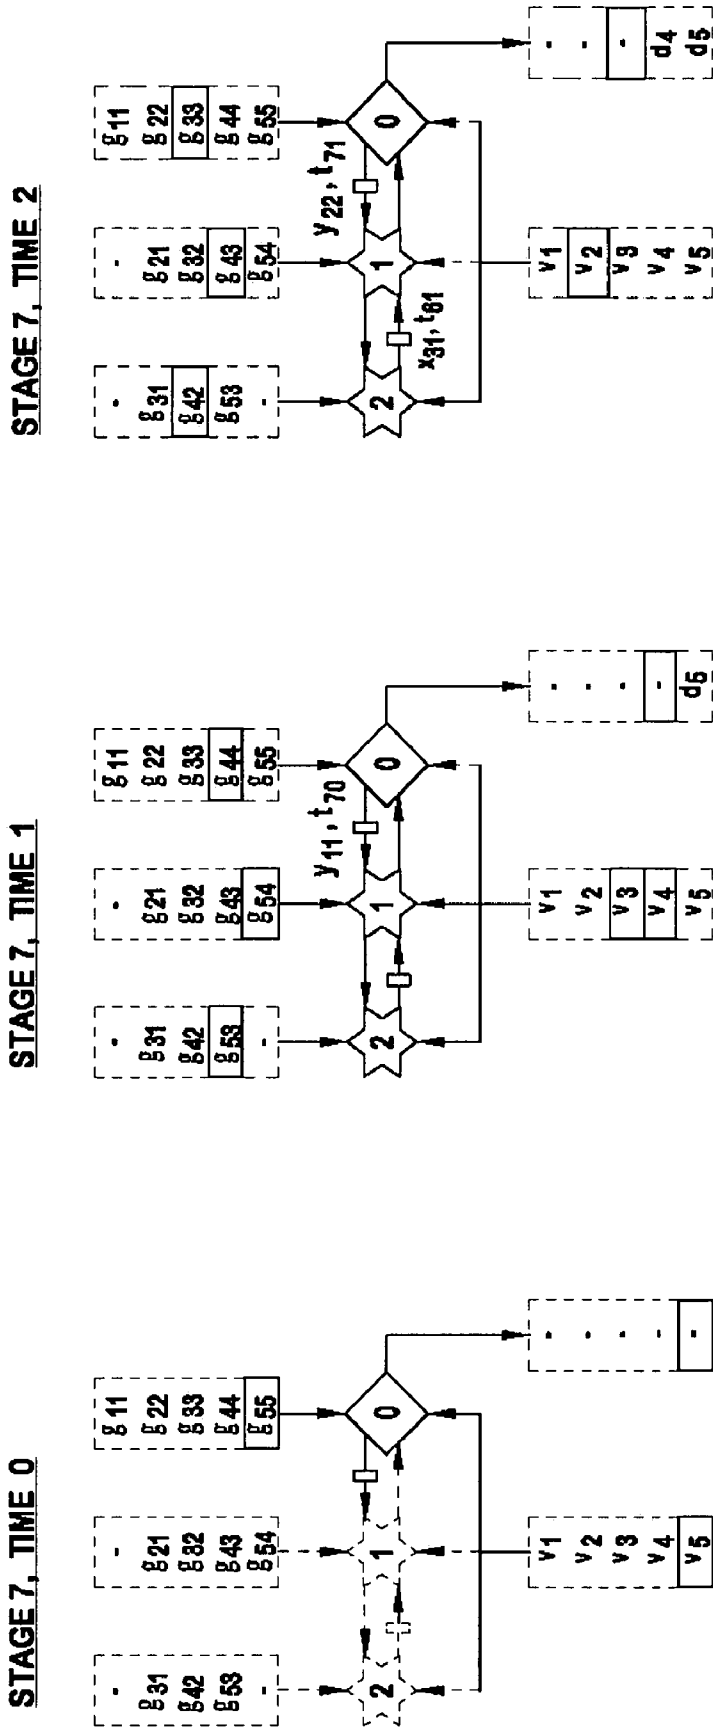 STAGE 7, TIME 0
- - g11
g31 g21 g22
g42 g32 g33
g53 g43 g44
- g54 g55
2 1 0
v1 -
v2 -
v3 -
v4 -
v5 -
STAGE 7, TIME 1
- - g11
g31 g21 g22
g42 g32 g33
g53 g43 g44
- g54 g55
y11, t70
2 1 0
v1 -
v2 -
v3 -
v4 -
v5 d5
STAGE 7, TIME 2
- - g11
g31 g21 g22
g42 g32 g33
g53 g43 g44
- g54 g55
y22, t71
2 1 0
x31, t61
v1 -
v2 -
v3 -
v4 d4
v5 d5